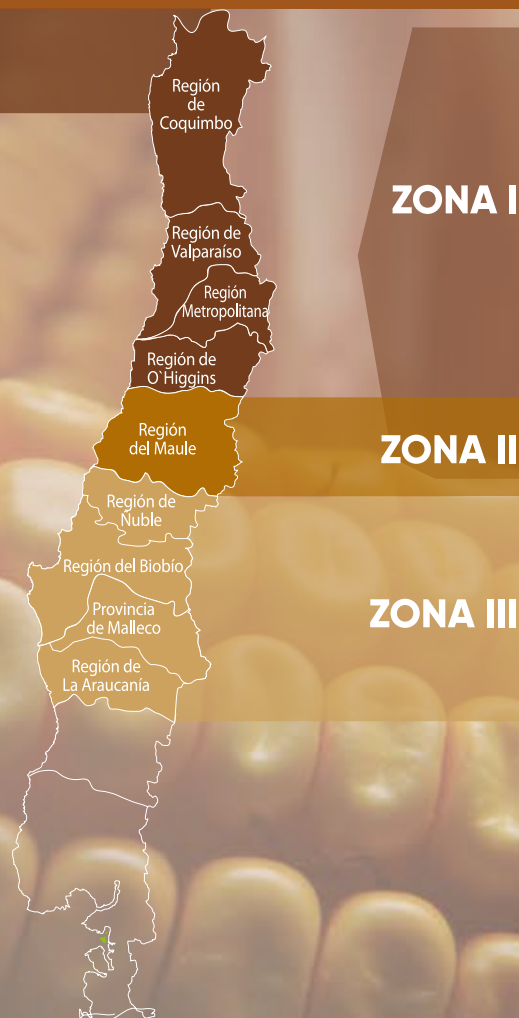 Región
de
Coquimbo
ZONA I
Región de
Valparaíso
Región
Metropolitana
Región de
O`Higgins
Región
del Maule
ZONA II
Región de
Ñuble
Región del Biobío
Provincia
de Malleco
ZONA III
Región de
La Araucanía